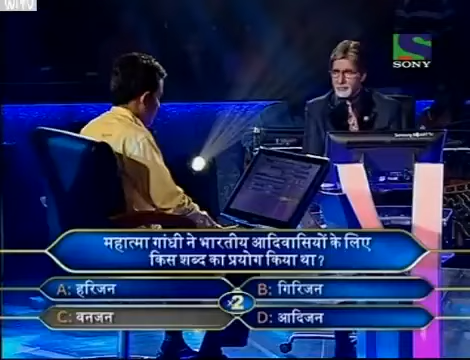 SONY
महात्मा गांधी ने भारतीय आदिवासियों के लिए
किस शब्द का प्रयोग किया था?
A: हरिजन
B: गिरिजन
x2
C: वनजन
D: आदिजन